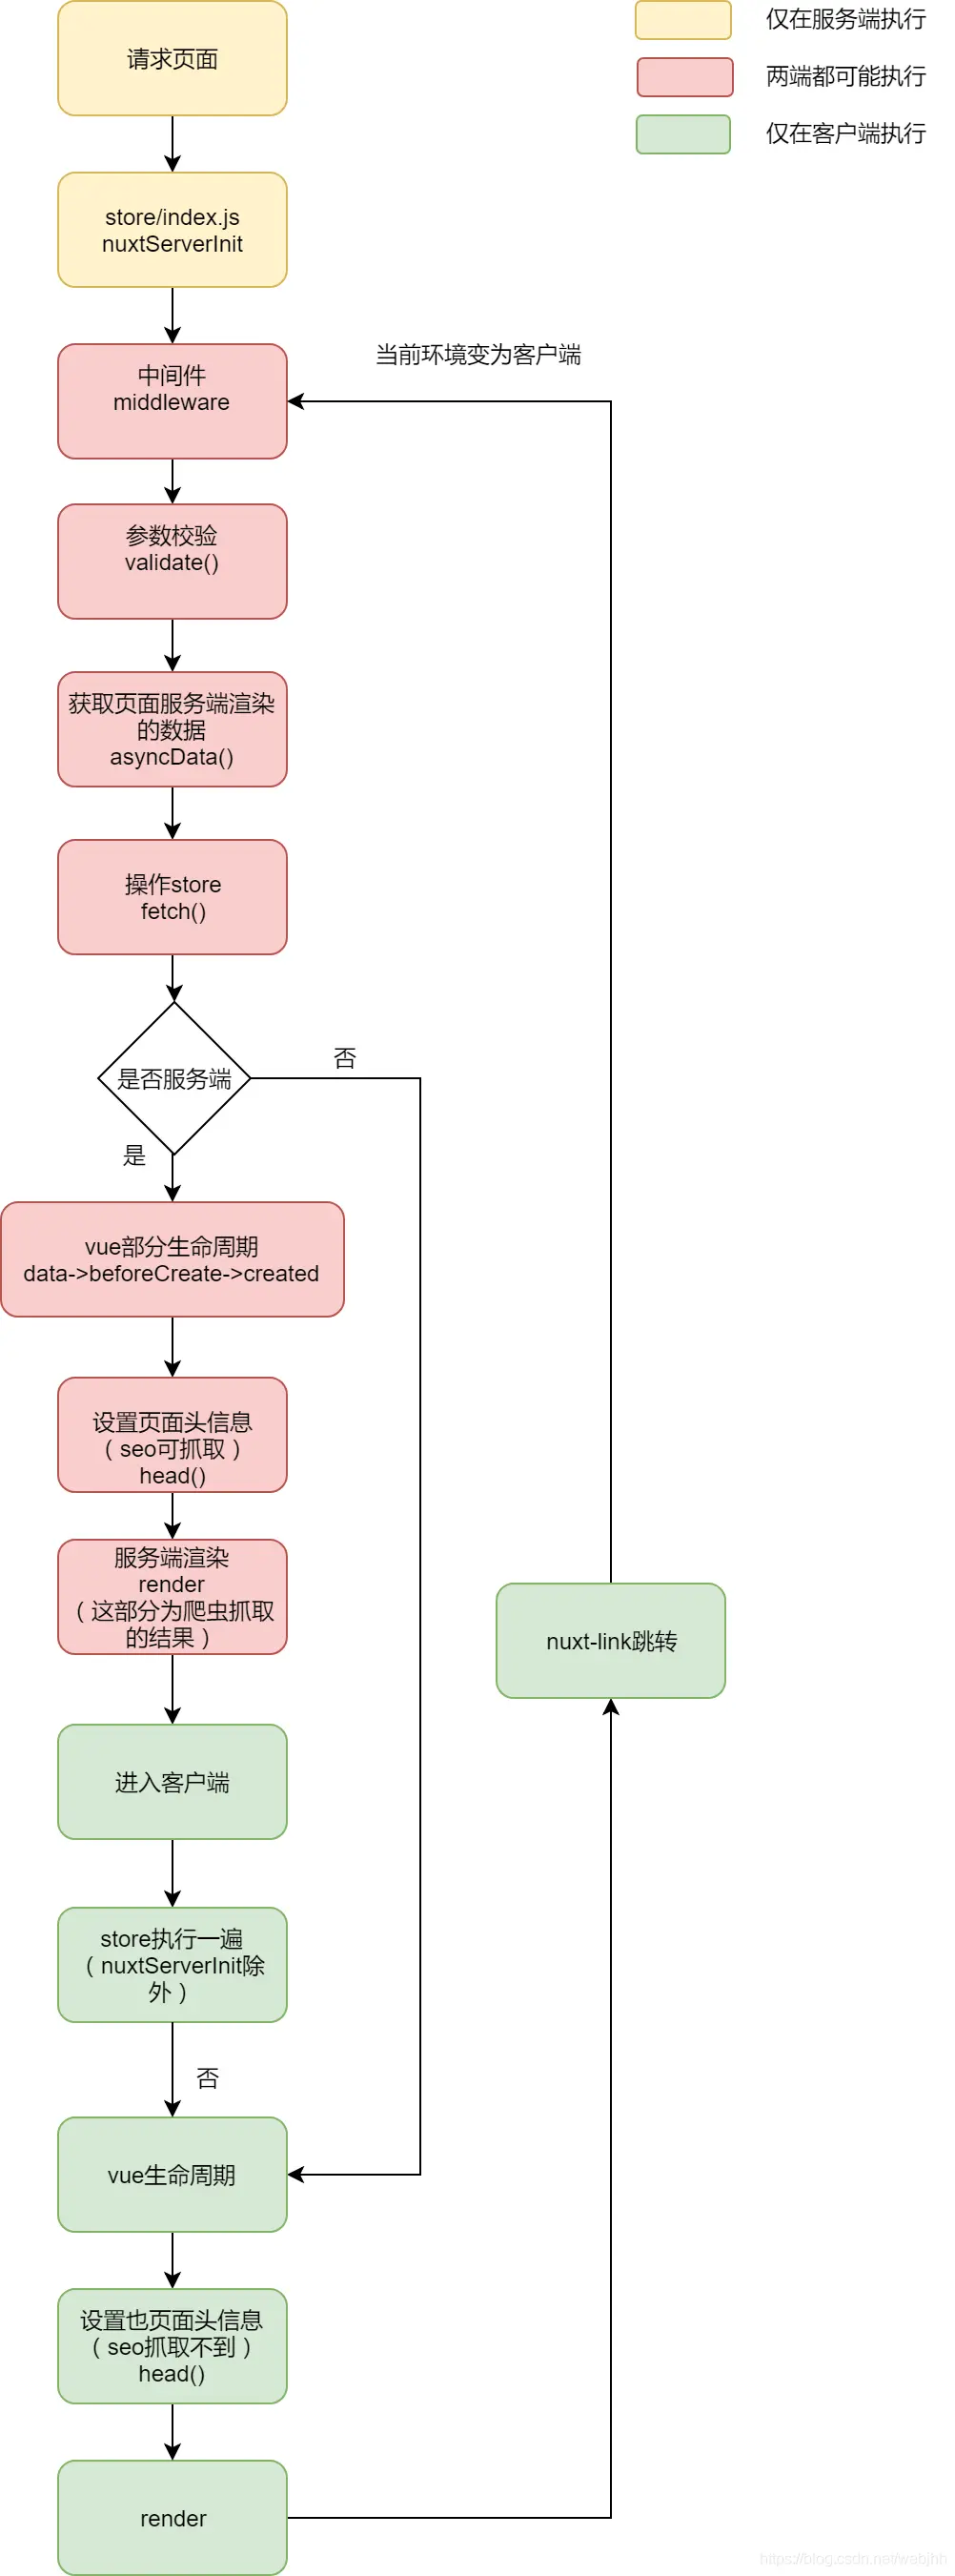 请求页面
仅在服务端执行
两端都可能执行
仅在客户端执行
store/index.js
nuxtServerInit
中间件
middleware
当前环境变为客户端
参数校验
validate()
获取页面服务端渲染
的数据
asyncData()
操作store
fetch()
是否服务端
否
是
vue部分生命周期
data->beforeCreate->created
设置页面头信息
（seo可抓取）
head()
服务端渲染
render
（这部分为爬虫抓取
的结果）
nuxt-link跳转
进入客户端
store执行一遍
（nuxtServerInit除
外）
否
vue生命周期
设置也页面头信息
（seo抓取不到）
head()
render
https://blog.csdn.net/webjhh